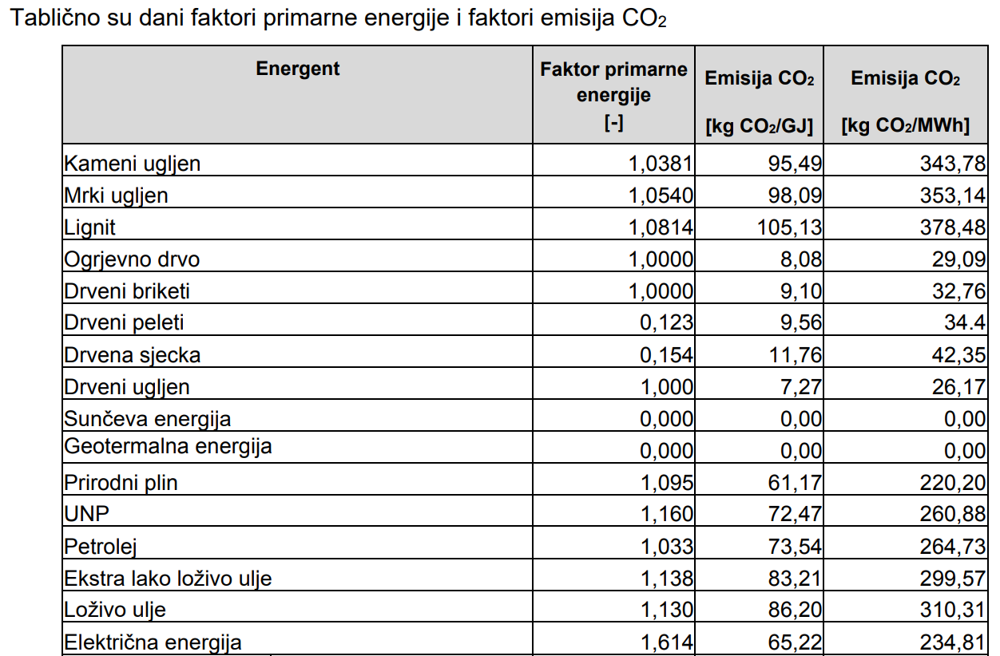 Tablično su dani faktori primarne energije i faktori emisija CO₂
Energent Faktor primarne energije [-] Emisija CO₂ [kg CO₂/GJ] Emisija CO₂ [kg CO₂/MWh]
Kameni ugljen 1,0381 95,49 343,78
Mrki ugljen 1,0540 98,09 353,14
Lignit 1,0814 105,13 378,48
Ogrjevno drvo 1,0000 8,08 29,09
Drveni briketi 1,0000 9,10 32,76
Drveni peleti 0,123 9,56 34.4
Drvena sjecka 0,154 11,76 42,35
Drveni ugljen 1,000 7,27 26,17
Sunčeva energija 0,000 0,00 0,00
Geotermalna energija 0,000 0,00 0,00
Prirodni plin 1,095 61,17 220,20
UNP 1,160 72,47 260,88
Petrolej 1,033 73,54 264,73
Ekstra lako loživo ulje 1,138 83,21 299,57
Loživo ulje 1,130 86,20 310,31
Električna energija 1,614 65,22 234,81